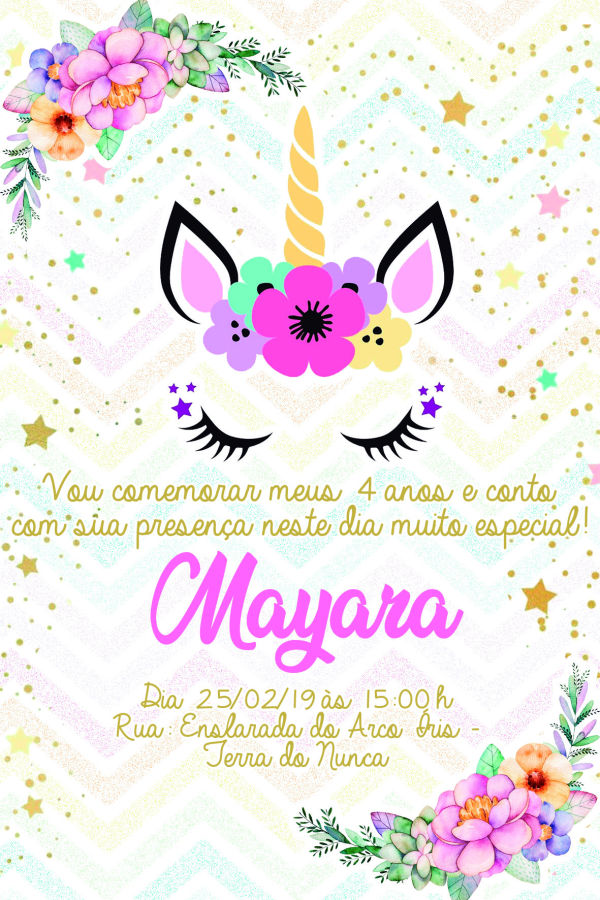 Vou comemorar meus 4 anos e conto
com sua presença neste dia muito especial!
Mayara
Dia 25/02/19 às 15:00 h
Rua: Enslarada do Arco Íris -
Terra do Nunca